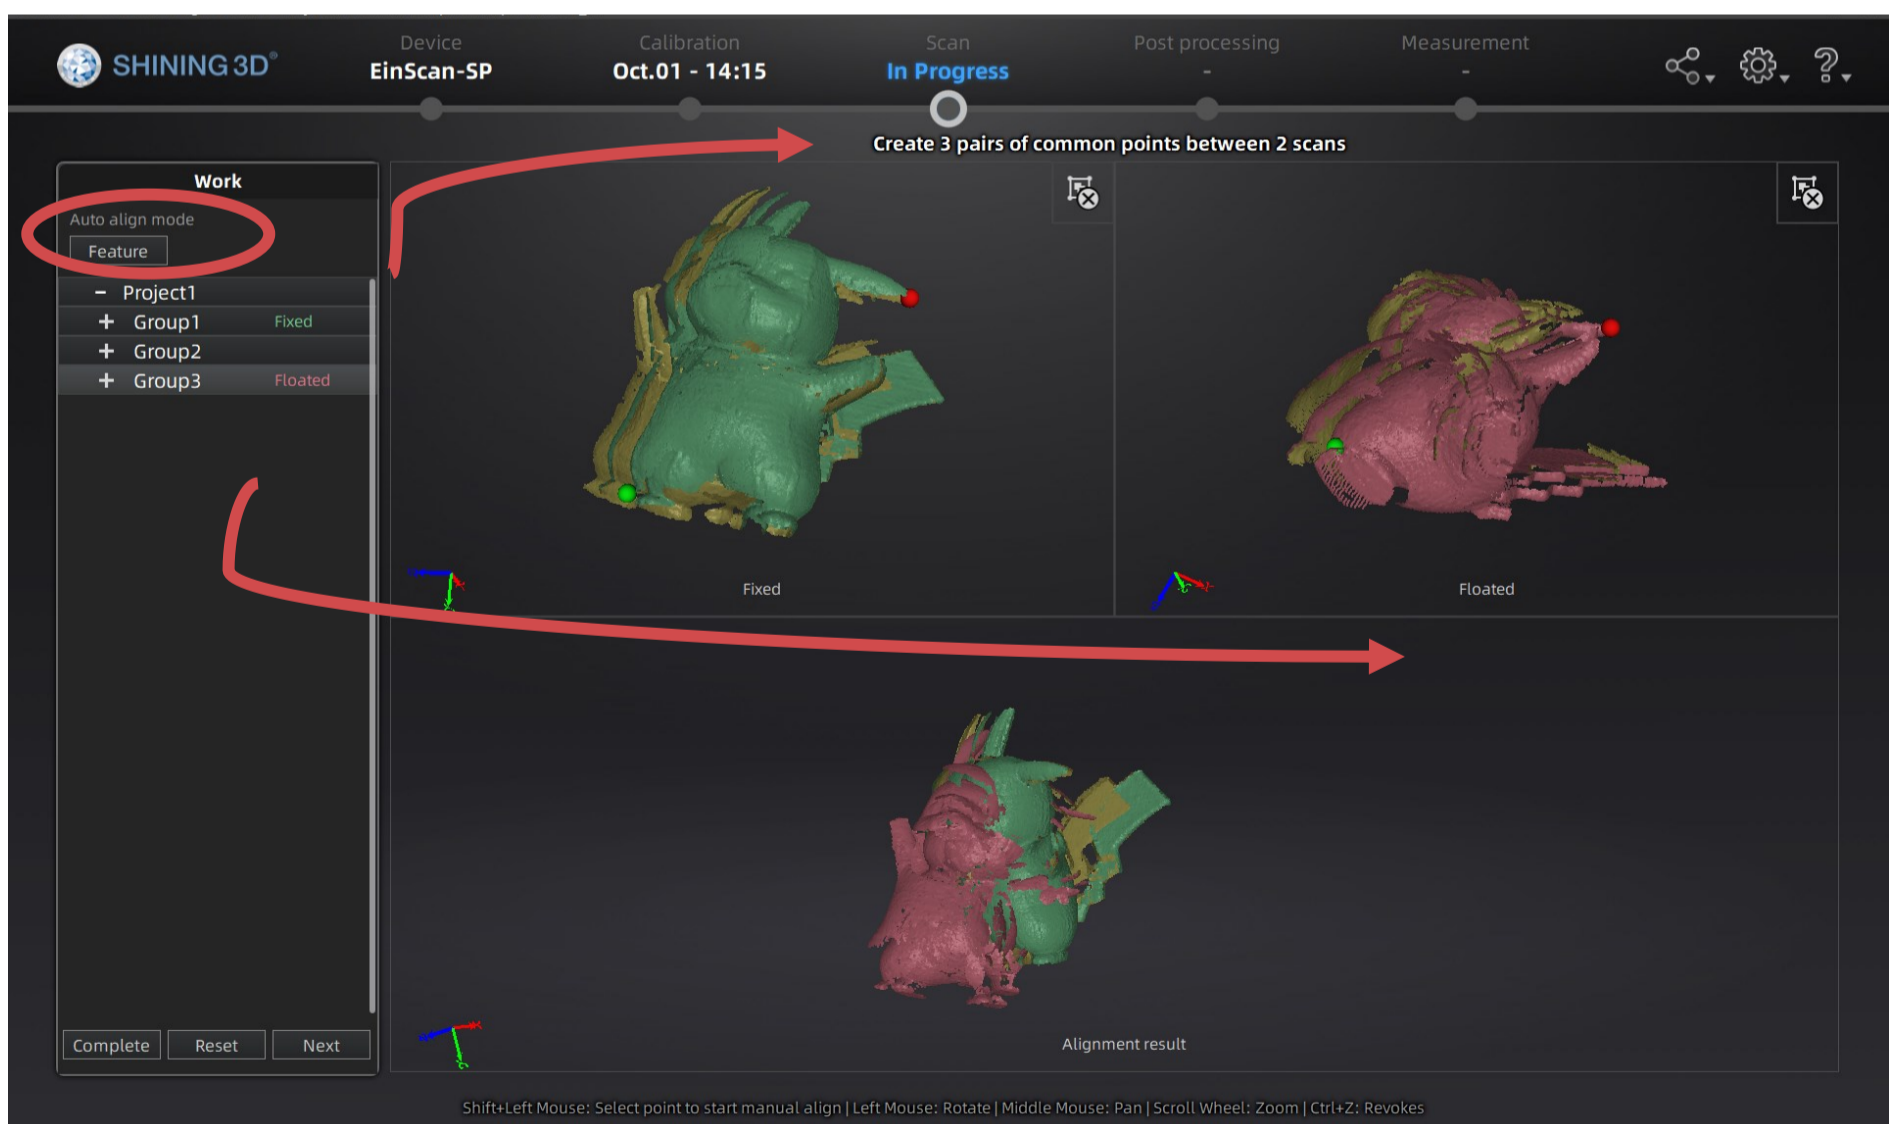 SHINING 3D®
Device
EinScan-SP
Calibration
Oct.01 - 14:15
Scan
In Progress
Post processing
-
Measurement
-
Create 3 pairs of common points between 2 scans
Work
Auto align mode
Feature
Project1
Group1 Fixed
Group2
Group3 Floated
Fixed
Floated
Complete Reset Next
Alignment result
Shift+Left Mouse: Select point to start manual align | Left Mouse: Rotate | Middle Mouse: Pan | Scroll Wheel: Zoom | Ctrl+Z: Revokes